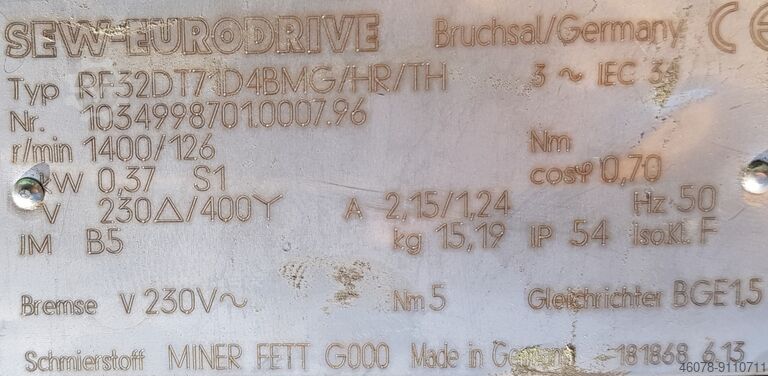 SEW-EURODRIVE Bruchsal/Germany CE
Typ RF32DT71D4BMG/HR/TH 3 ~ IEC 34
Nr. 1034998701.0007.96
r/min 1400/126 Nm
kW 0,37 S1 cosφ 0,70
V 230Δ/400Y A 2,15/1,24 Hz 50
IM B5 kg 15,19 IP 54 Iso.Kl. F
Bremse V 230V~ Nm 5 Gleichrichter BGE1,5
Schmierstoff MINER FETT G000 Made in Germany 181868 6.13
46078-9110711